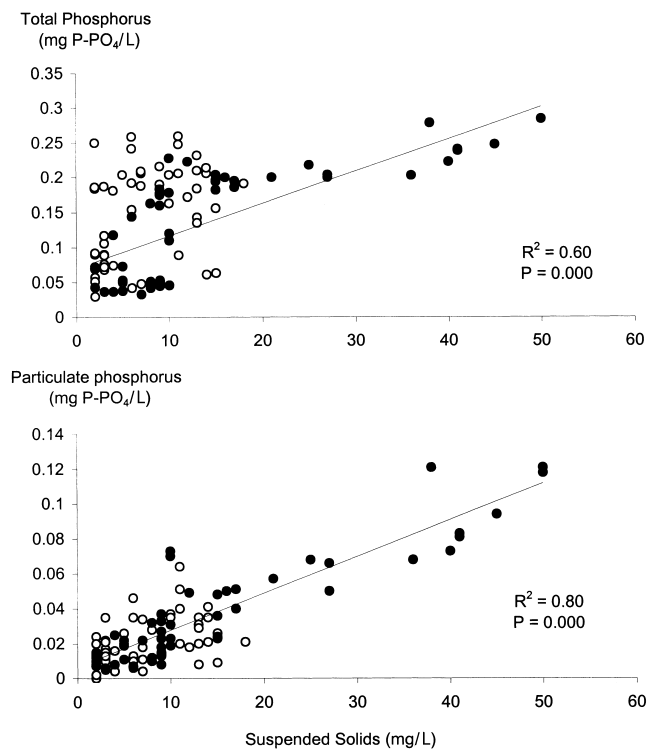 Total Phosphorus
(mg P-PO₄/L)
0.35
0.3
0.25
0.2
0.15
0.1
0.05
0
R² = 0.60
P = 0.000
0 10 20 30 40 50 60
Particulate phosphorus
(mg P-PO₄/L)
0.14
0.12
0.1
0.08
0.06
0.04
0.02
0
R² = 0.80
P = 0.000
0 10 20 30 40 50 60
Suspended Solids (mg/L)